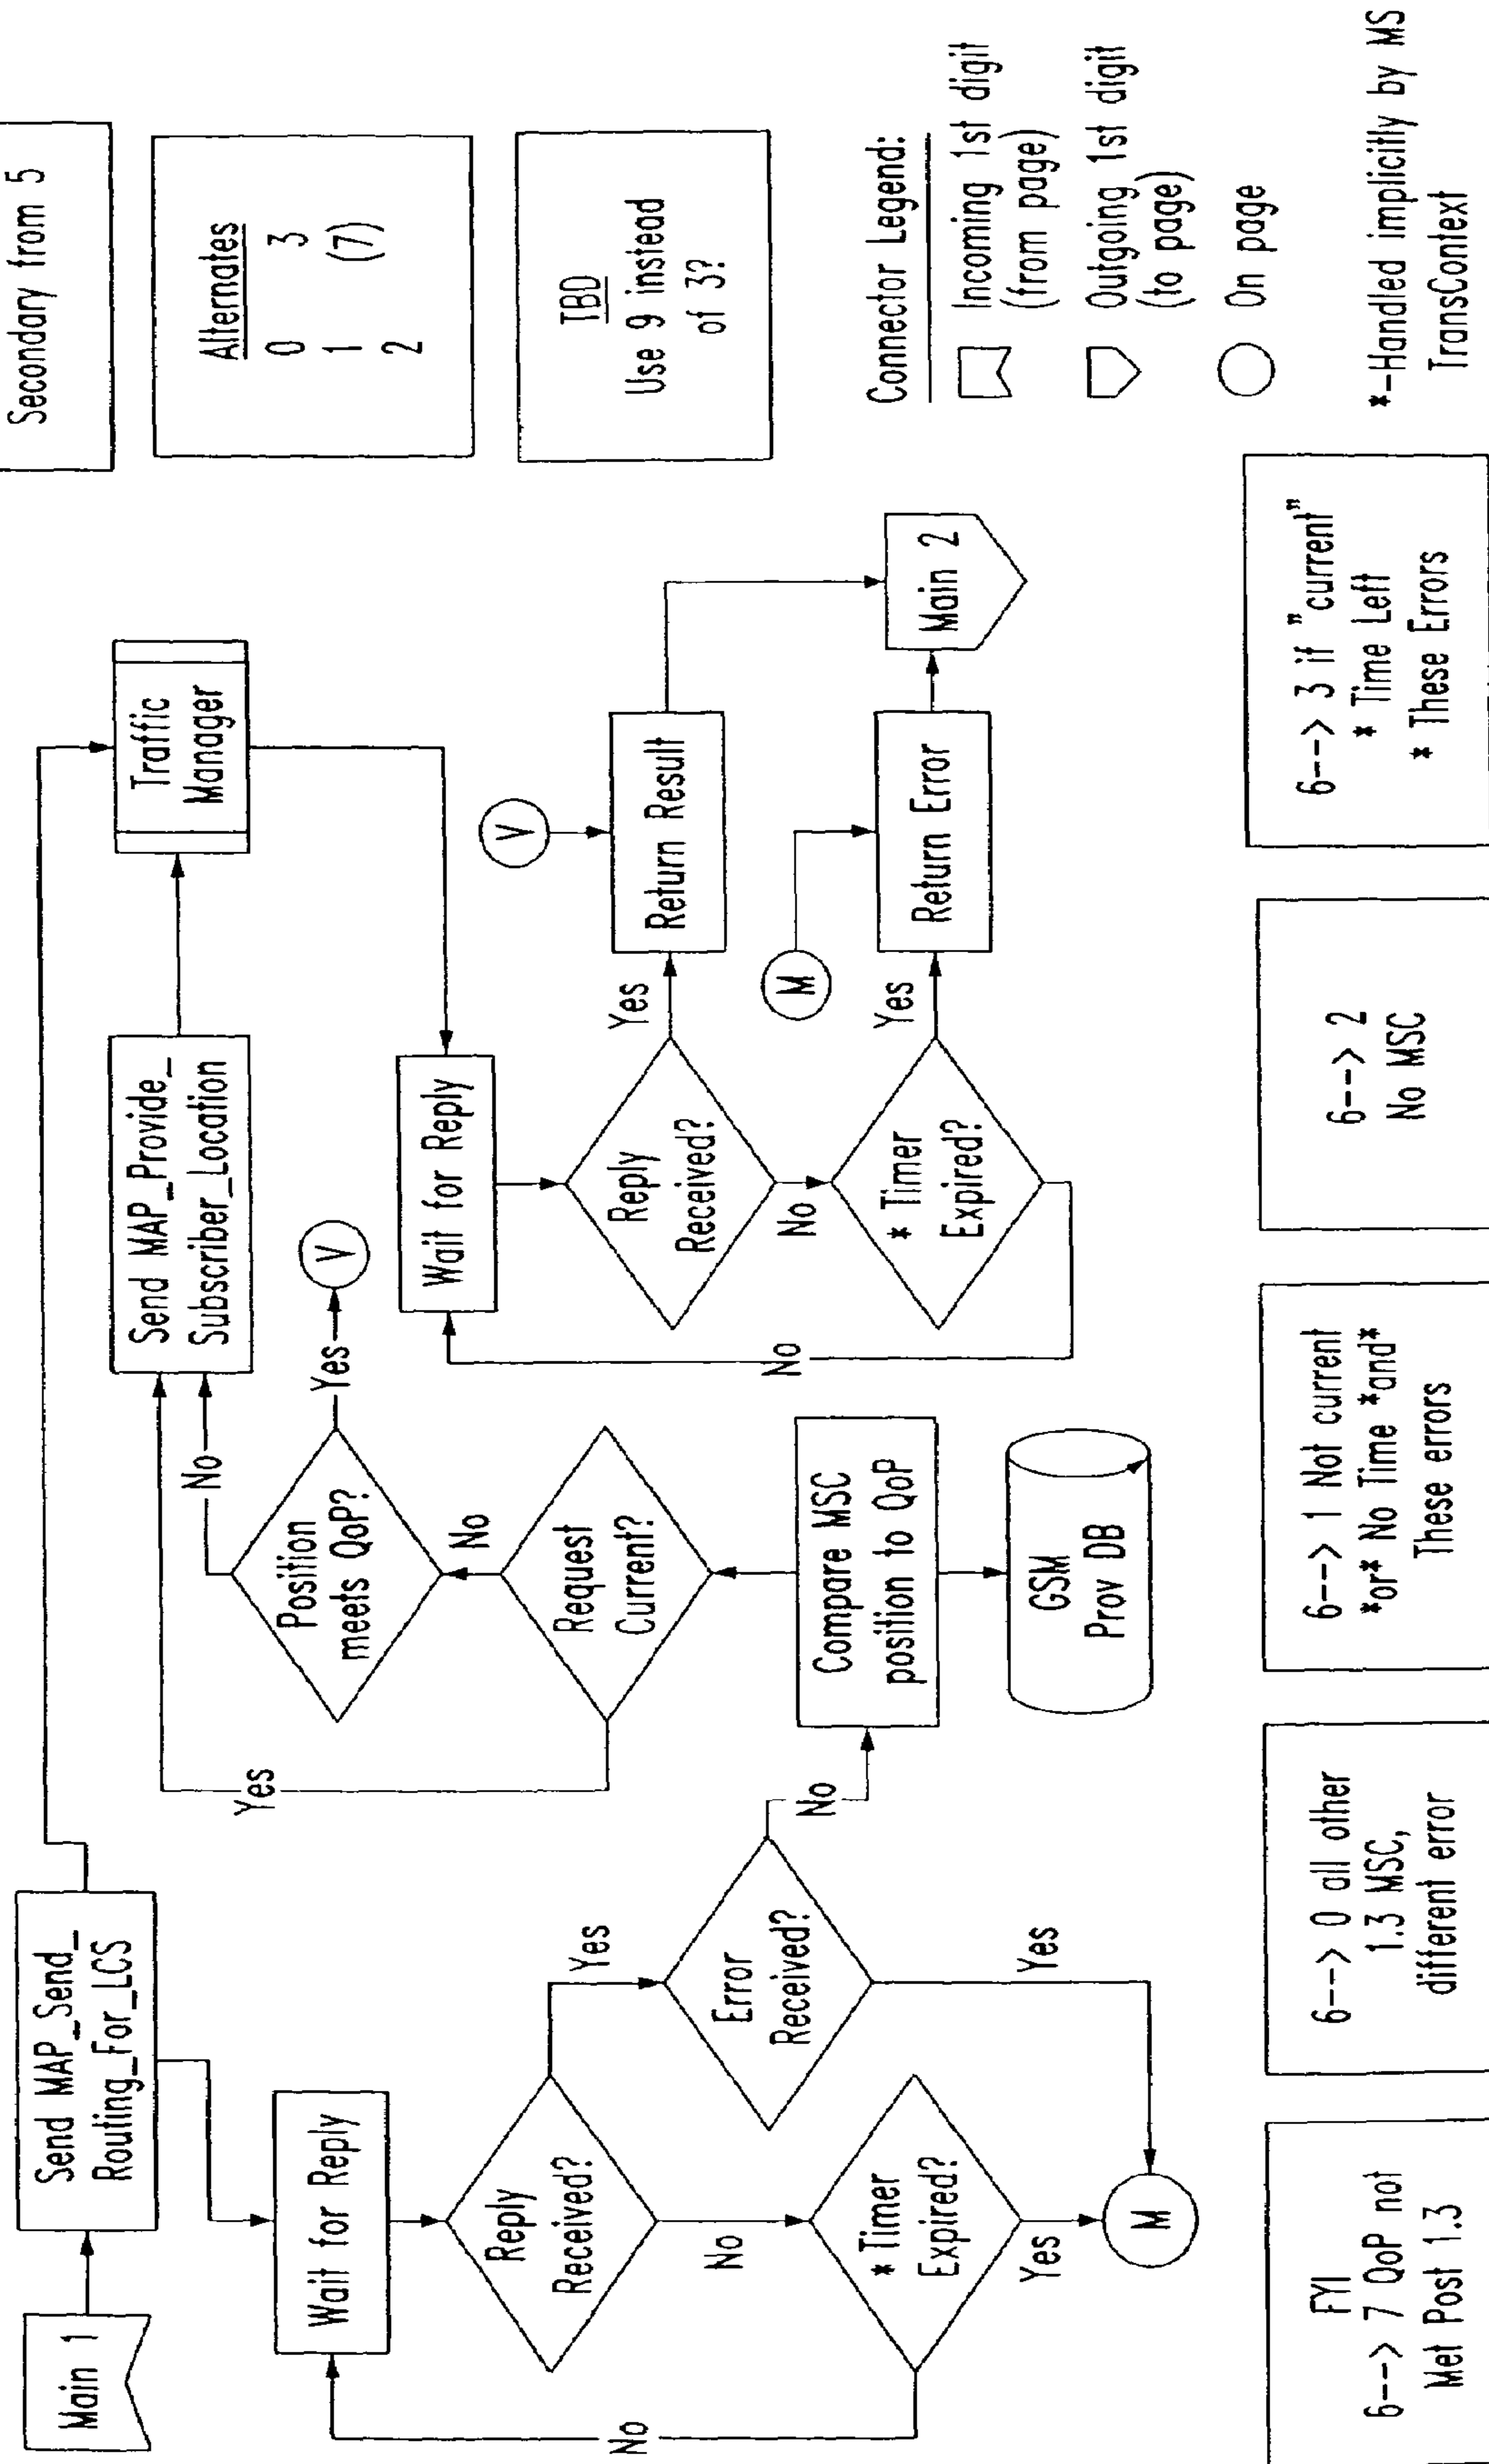 Main 1
Send MAP_Send_
Routing_For_LCS
Wait for Reply
Reply
Received?
Yes
No
* Timer
Expired?
No
Yes
M
Error
Received?
Yes
No
Compare MSC
position to QoP
GSM
Prov DB
Request
Current?
Yes
No
Position
meets QoP?
No
Yes
V
Send MAP_Provide_
Subscriber_Location
Traffic
Manager
Wait for Reply
Reply
Received?
Yes
No
* Timer
Expired?
No
Yes
V
Return Result
M
Return Error
Main 2
Secondary from 5
Alternates
0 3
1 (7)
2
TBD
Use 9 instead
of 3?
Connector Legend:
Incoming 1st digit
(from page)
Outgoing 1st digit
(to page)
On page
*-Handled implicitly by MS
TransContext
FYI
6--> 7 QoP not
Met Post 1.3
6--> 0 all other
1.3 MSC,
different error
6--> 1 Not current
*or* No Time *and*
These errors
6--> 2
No MSC
6--> 3 if "current"
* Time Left
* These Errors